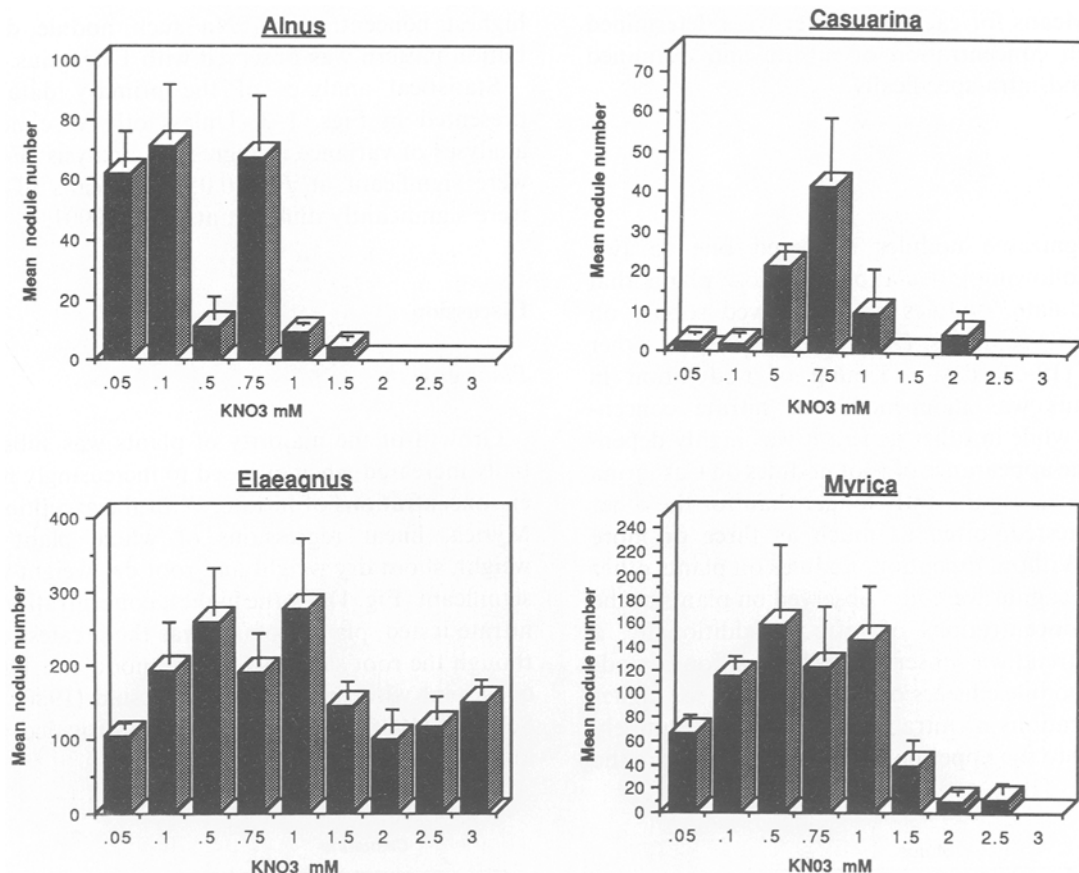 Alnus
Mean nodule number
100
80
60
40
20
0
.05 .1 .5 .75 1 1.5 2 2.5 3
KNO3 mM
Casuarina
Mean nodule number
70
60
50
40
30
20
10
0
.05 .1 .5 .75 1 1.5 2 2.5 3
KNO3 mM
Elaeagnus
Mean nodule number
400
300
200
100
0
.05 .1 .5 .75 1 1.5 2 2.5 3
KNO3 mM
Myrica
Mean nodule number
240
220
200
180
160
140
120
100
80
60
40
20
0
.05 .1 .5 .75 1 1.5 2 2.5 3
KN03 mM